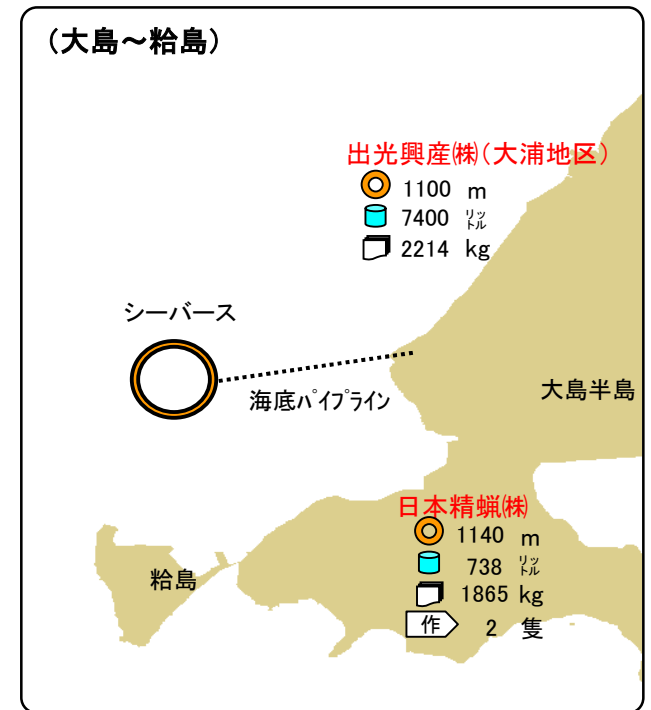 （大島～粭島）
出光興産㈱（大浦地区）
1100 m
7400 ㍑
2214 kg
シーバース
海底ﾊﾟｲﾌﾟﾗｲﾝ
大島半島
日本精蝋㈱
1140 m
738 ㍑
1865 kg
作 2 隻
粭島